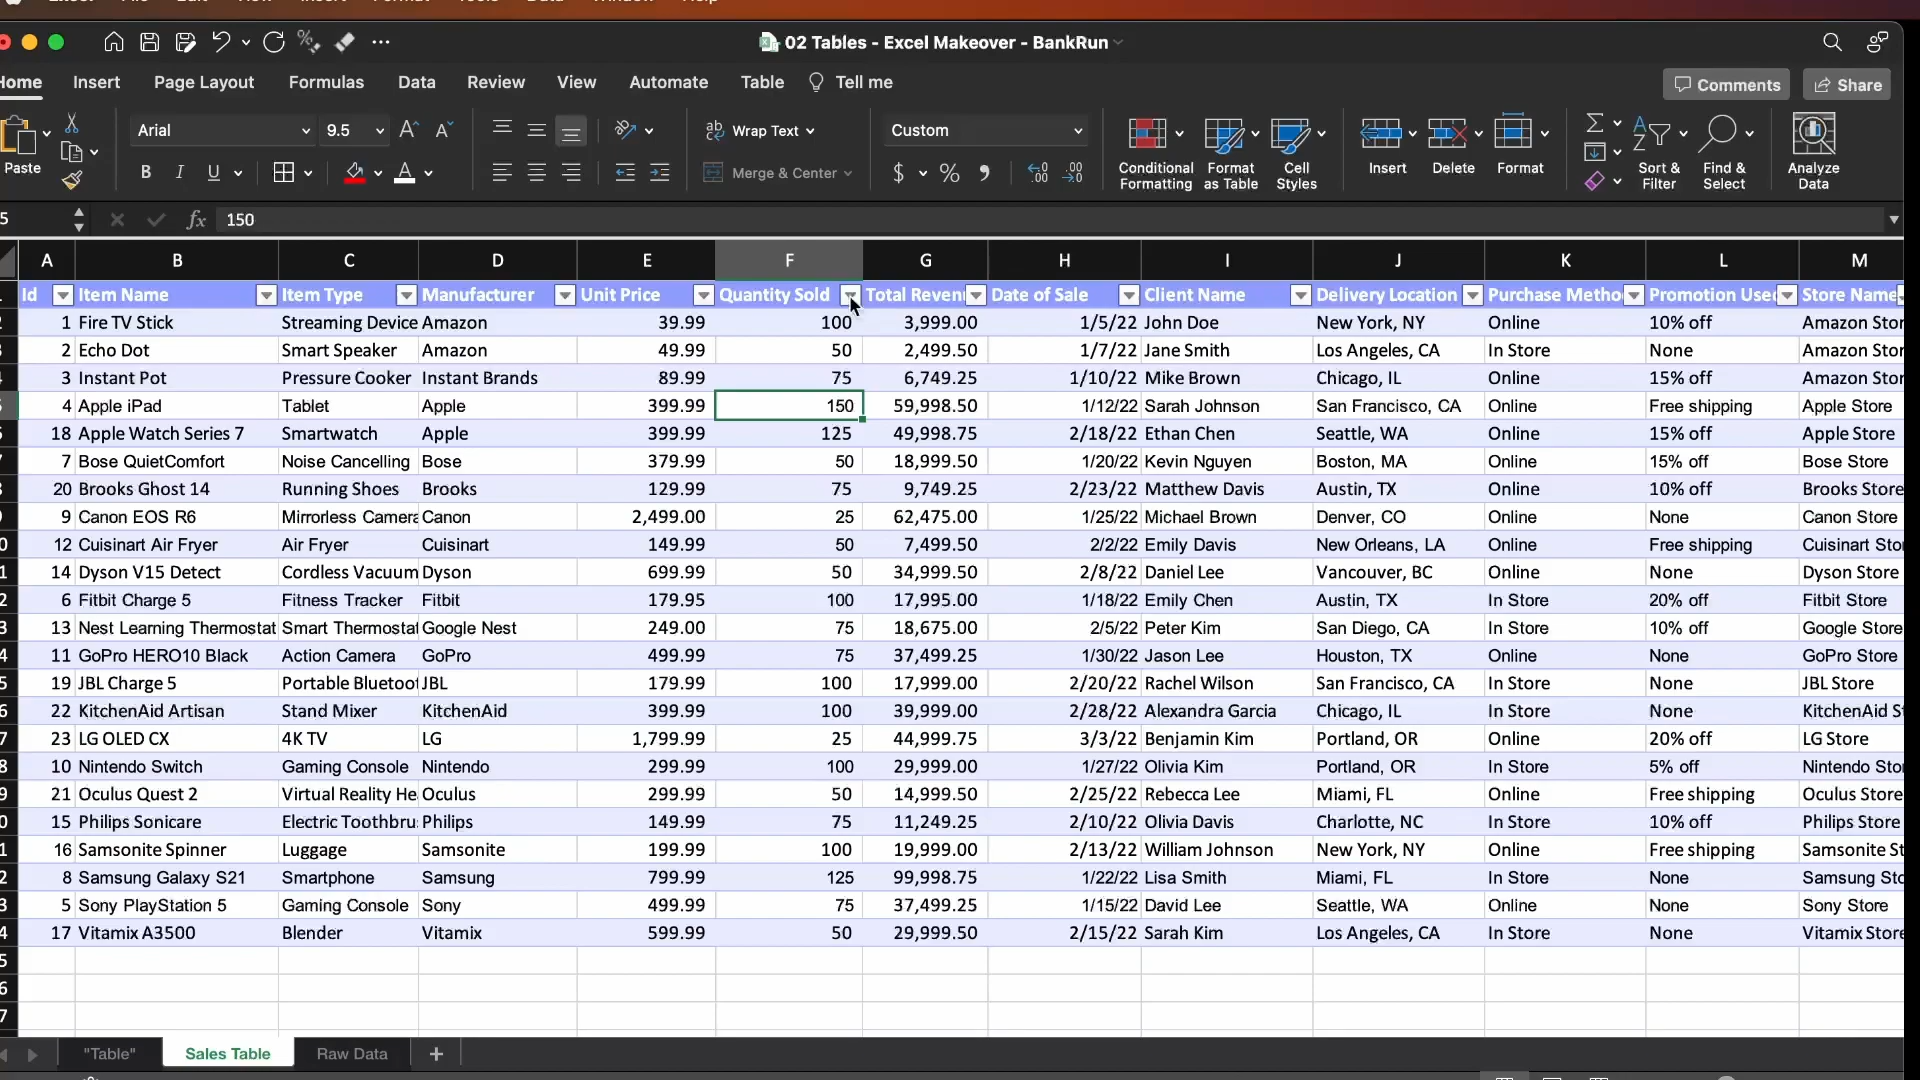 02 Tables - Excel Makeover - BankRun
Home Insert Page Layout Formulas Data Review View Automate Table Tell me Comments Share
Arial 9.5 Wrap Text Custom
Paste B I U Merge & Center $ % Conditional Formatting Format as Table Cell Styles Insert Delete Format Sort & Filter Find & Select Analyze Data
5 fx 150
A B C D E F G H I J K L M
Id Item Name Item Type Manufacturer Unit Price Quantity Sold Total Reven Date of Sale Client Name Delivery Location Purchase Metho Promotion Used Store Name
1 Fire TV Stick Streaming Device Amazon 39.99 100 3,999.00 1/5/22 John Doe New York, NY Online 10% off Amazon Stor
2 Echo Dot Smart Speaker Amazon 49.99 50 2,499.50 1/7/22 Jane Smith Los Angeles, CA In Store None Amazon Stor
3 Instant Pot Pressure Cooker Instant Brands 89.99 75 6,749.25 1/10/22 Mike Brown Chicago, IL Online 15% off Amazon Stor
4 Apple iPad Tablet Apple 399.99 150 59,998.50 1/12/22 Sarah Johnson San Francisco, CA Online Free shipping Apple Store
18 Apple Watch Series 7 Smartwatch Apple 399.99 125 49,998.75 2/18/22 Ethan Chen Seattle, WA Online 15% off Apple Store
7 Bose QuietComfort Noise Cancelling Bose 379.99 50 18,999.50 1/20/22 Kevin Nguyen Boston, MA Online 15% off Bose Store
20 Brooks Ghost 14 Running Shoes Brooks 129.99 75 9,749.25 2/23/22 Matthew Davis Austin, TX Online 10% off Brooks Store
9 Canon EOS R6 Mirrorless Camera Canon 2,499.00 25 62,475.00 1/25/22 Michael Brown Denver, CO Online None Canon Store
12 Cuisinart Air Fryer Air Fryer Cuisinart 149.99 50 7,499.50 2/2/22 Emily Davis New Orleans, LA Online Free shipping Cuisinart Sto
14 Dyson V15 Detect Cordless Vacuum Dyson 699.99 50 34,999.50 2/8/22 Daniel Lee Vancouver, BC Online None Dyson Store
6 Fitbit Charge 5 Fitness Tracker Fitbit 179.95 100 17,995.00 1/18/22 Emily Chen Austin, TX In Store 20% off Fitbit Store
13 Nest Learning Thermostat Smart Thermostat Google Nest 249.00 75 18,675.00 2/5/22 Peter Kim San Diego, CA In Store 10% off Google Store
11 GoPro HERO10 Black Action Camera GoPro 499.99 75 37,499.25 1/30/22 Jason Lee Houston, TX Online None GoPro Store
19 JBL Charge 5 Portable Bluetoot JBL 179.99 100 17,999.00 2/20/22 Rachel Wilson San Francisco, CA In Store None JBL Store
22 KitchenAid Artisan Stand Mixer KitchenAid 399.99 100 39,999.00 2/28/22 Alexandra Garcia Chicago, IL In Store None KitchenAid St
23 LG OLED CX 4K TV LG 1,799.99 25 44,999.75 3/3/22 Benjamin Kim Portland, OR Online 20% off LG Store
10 Nintendo Switch Gaming Console Nintendo 299.99 100 29,999.00 1/27/22 Olivia Kim Portland, OR In Store 5% off Nintendo Sto
21 Oculus Quest 2 Virtual Reality He Oculus 299.99 50 14,999.50 2/25/22 Rebecca Lee Miami, FL Online Free shipping Oculus Store
15 Philips Sonicare Electric Toothbru Philips 149.99 75 11,249.25 2/10/22 Olivia Davis Charlotte, NC In Store 10% off Philips Store
16 Samsonite Spinner Luggage Samsonite 199.99 100 19,999.00 2/13/22 William Johnson New York, NY Online Free shipping Samsonite St
8 Samsung Galaxy S21 Smartphone Samsung 799.99 125 99,998.75 1/22/22 Lisa Smith Miami, FL In Store None Samsung Sto
5 Sony PlayStation 5 Gaming Console Sony 499.99 75 37,499.25 1/15/22 David Lee Seattle, WA Online None Sony Store
17 Vitamix A3500 Blender Vitamix 599.99 50 29,999.50 2/15/22 Sarah Kim Los Angeles, CA In Store None Vitamix Store
"Table" Sales Table Raw Data